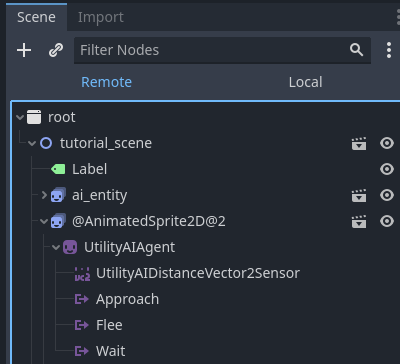 Scene Import
Filter Nodes
Remote Local
root
tutorial_scene
Label
ai_entity
@AnimatedSprite2D@2
UtilityAIAgent
UtilityAIDistanceVector2Sensor
Approach
Flee
Wait